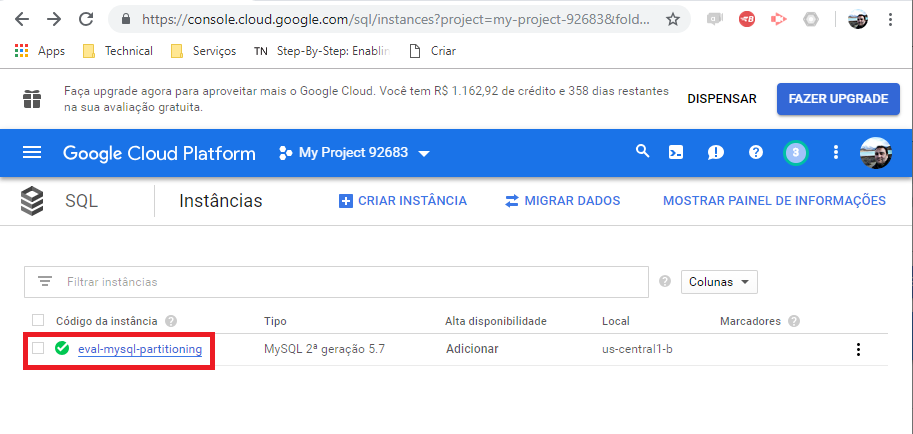 https://console.cloud.google.com/sql/instances?project=my-project-92683&fold...
Apps Technical Serviços TN Step-By-Step: Enablin Criar
Faça upgrade agora para aproveitar mais o Google Cloud. Você tem R$ 1.162,92 de crédito e 358 dias restantes
na sua avaliação gratuita.
DISPENSAR FAZER UPGRADE
Google Cloud Platform My Project 92683 3
SQL Instâncias CRIAR INSTÂNCIA MIGRAR DADOS MOSTRAR PAINEL DE INFORMAÇÕES
Filtrar instâncias Colunas
Código da instância Tipo Alta disponibilidade Local Marcadores
eval-mysql-partitioning MySQL 2ª geração 5.7 Adicionar us-central1-b